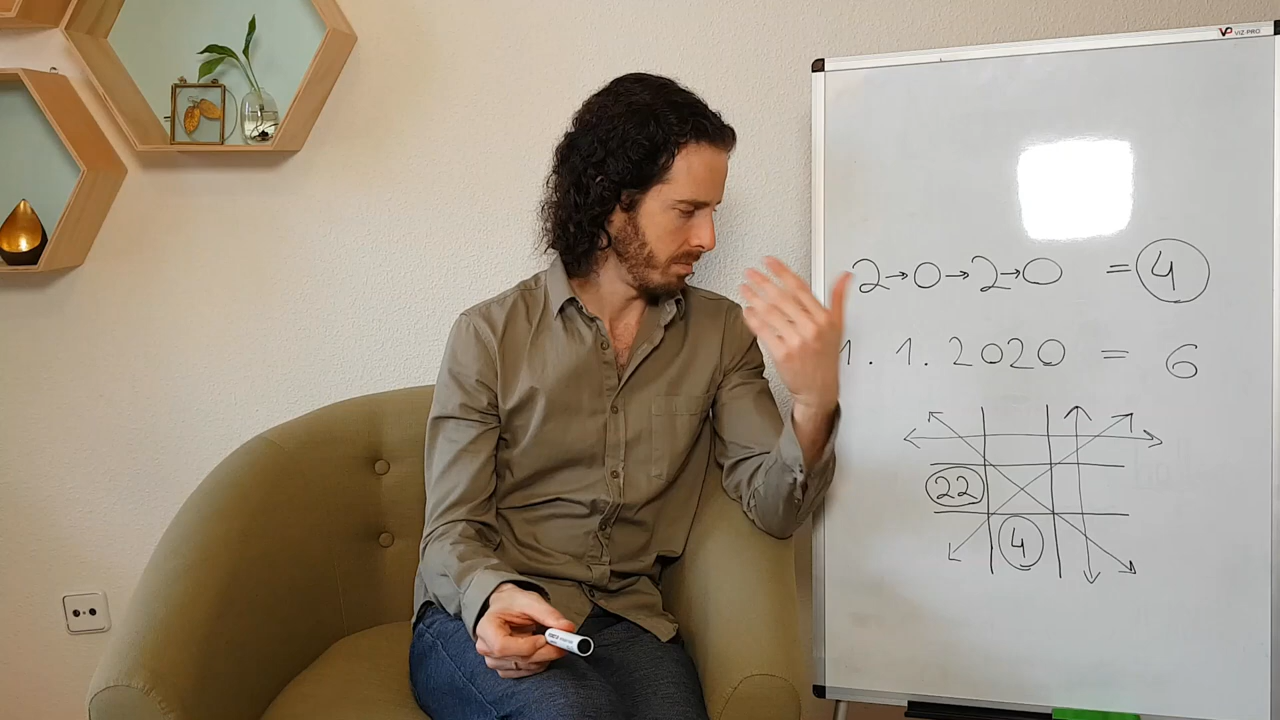 VIZ-PRO
2→0→2→0 = 4
1. 1. 2020 = 6
22
4